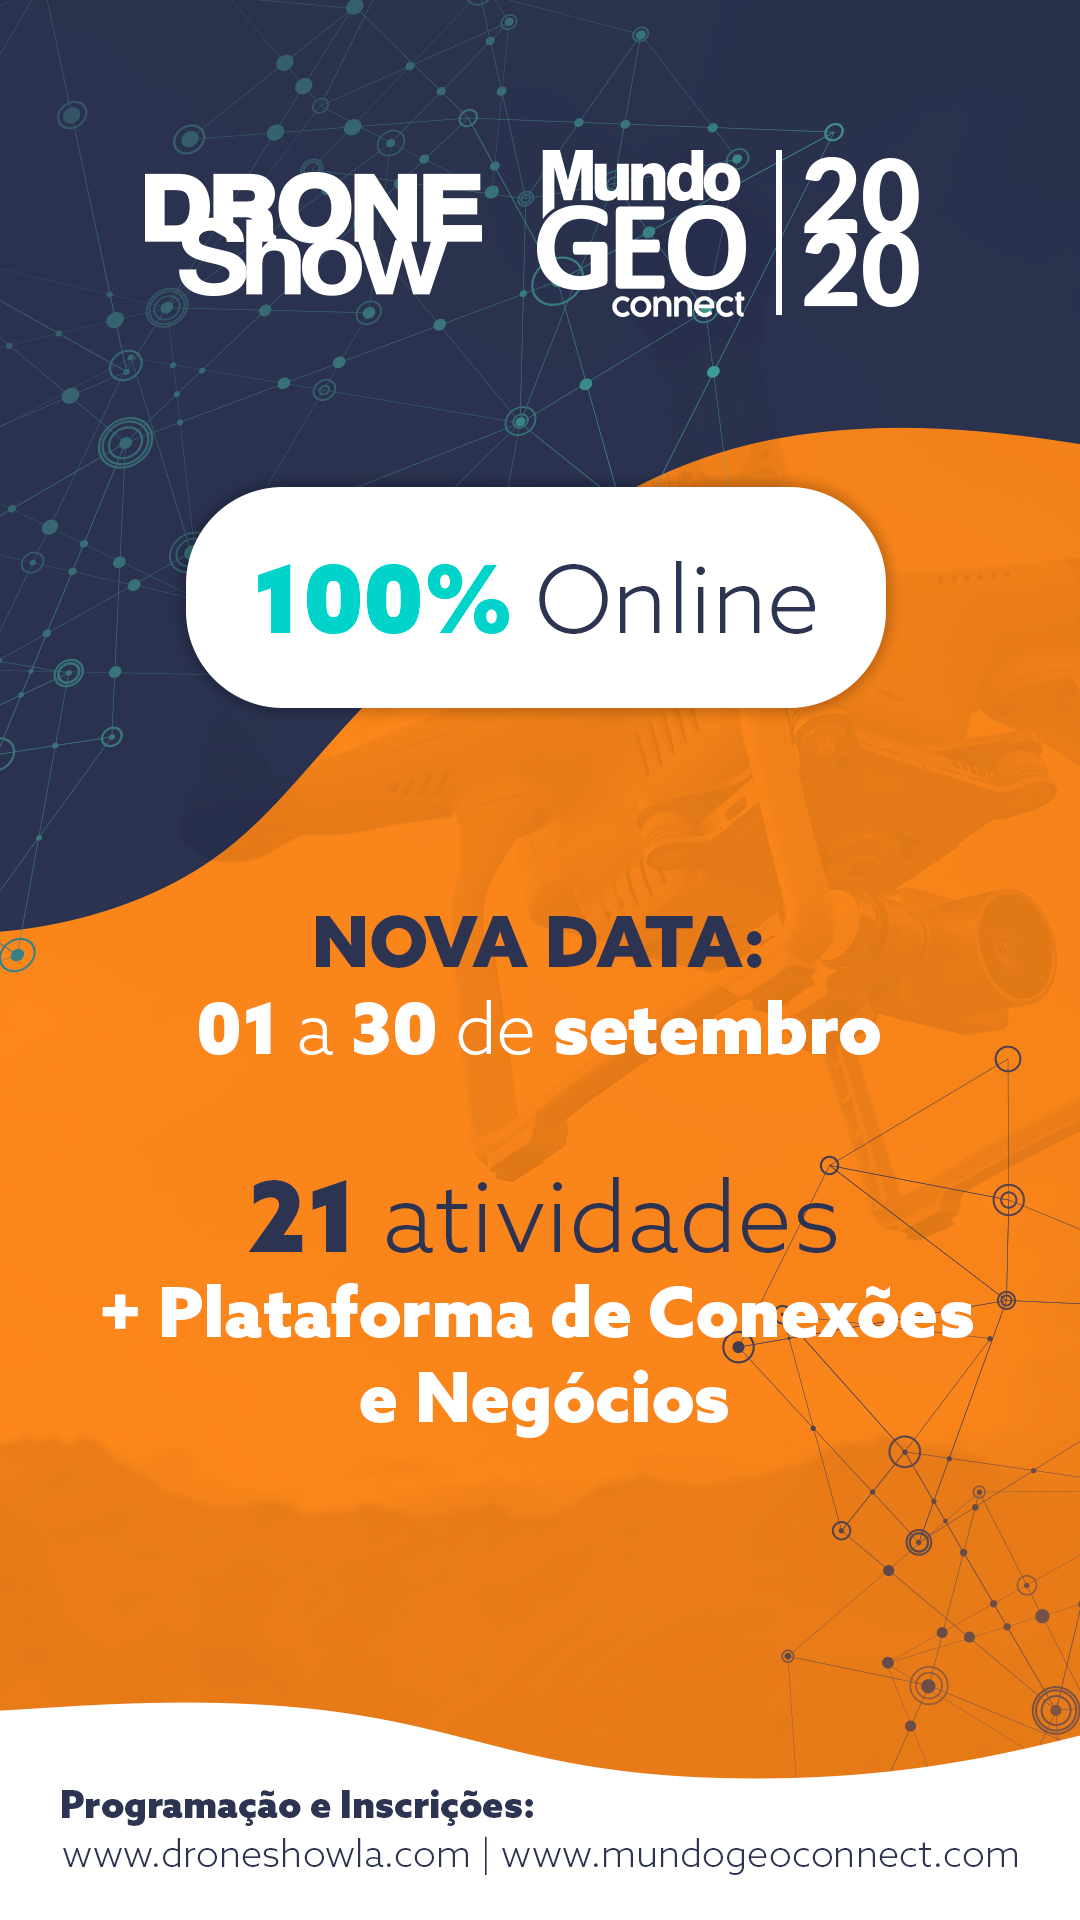 DRONE
Show
Mundo
GEO
connect
20
20
100% Online
NOVA DATA:
01 a 30 de setembro
21 atividades
+ Plataforma de Conexões
e Negócios
Programação e Inscrições:
www.droneshowla.com | www.mundogeoconnect.com